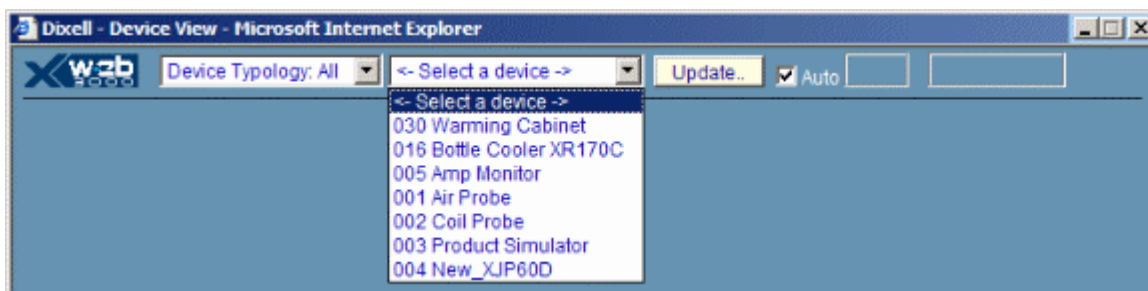 Dixell - Device View - Microsoft Internet Explorer
Xweb 3000 Device Typology: All <- Select a device -> Update.. Auto
<- Select a device ->
030 Warming Cabinet
016 Bottle Cooler XR170C
005 Amp Monitor
001 Air Probe
002 Coil Probe
003 Product Simulator
004 New_XJP60D